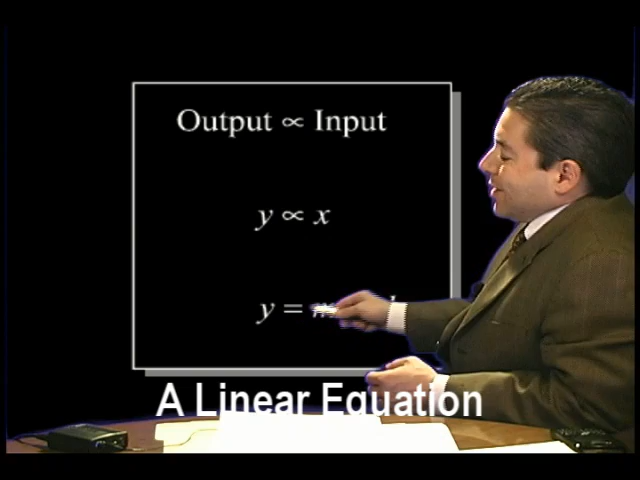 Output ∝ Input
y ∝ x
y =
A Linear Equation